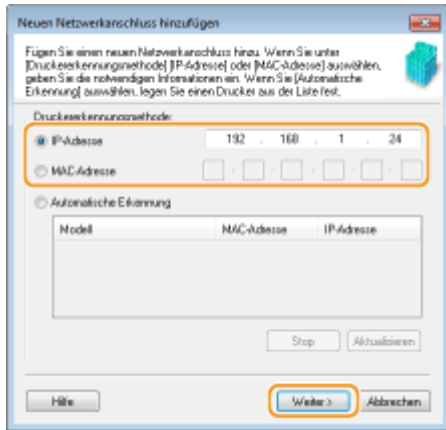 Neuen Netzwerkanschluss hinzufügen
Fügen Sie einen neuen Netzwerkanschluss hinzu. Wenn Sie unter
[Druckererkennungsmethode] [IP-Adresse] oder [MAC-Adresse] auswählen,
geben Sie die notwendigen Informationen ein. Wenn Sie [Automatische
Erkennung] auswählen, legen Sie einen Drucker aus der Liste fest.
Druckererkennungsmethode:
IP-Adresse 192 . 168 . 1 . 24
MAC-Adresse - - - - -
Automatische Erkennung
Modell MAC-Adresse IP-Adresse
Stop Aktualisieren
Hilfe Weiter > Abbrechen